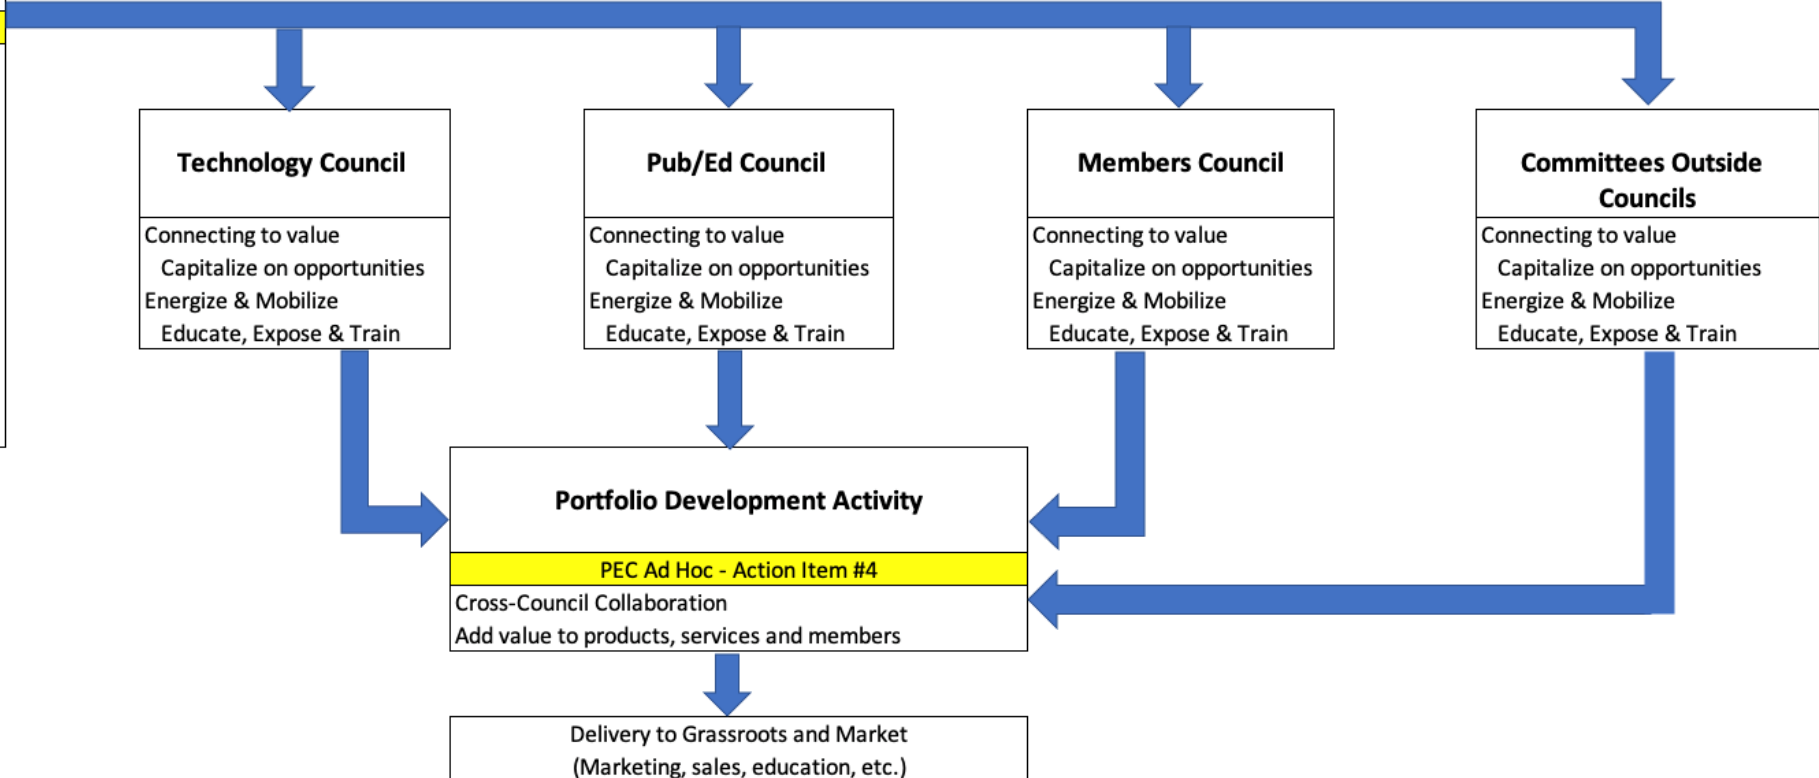 Technology Council
Connecting to value
Capitalize on opportunities
Energize & Mobilize
Educate, Expose & Train
Pub/Ed Council
Connecting to value
Capitalize on opportunities
Energize & Mobilize
Educate, Expose & Train
Members Council
Connecting to value
Capitalize on opportunities
Energize & Mobilize
Educate, Expose & Train
Committees Outside
Councils
Connecting to value
Capitalize on opportunities
Energize & Mobilize
Educate, Expose & Train
Portfolio Development Activity
PEC Ad Hoc - Action Item #4
Cross-Council Collaboration
Add value to products, services and members
Delivery to Grassroots and Market
(Marketing, sales, education, etc.)